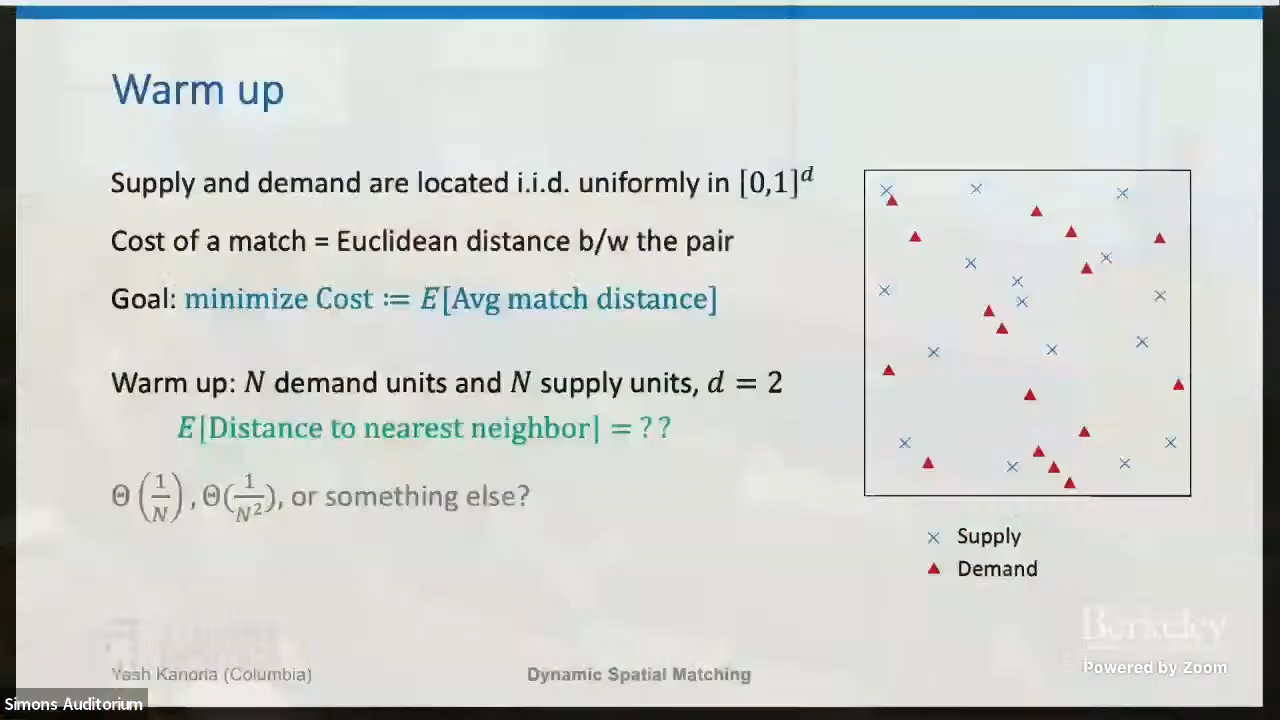 Warm up
Supply and demand are located i.i.d. uniformly in [0,1]^d
Cost of a match = Euclidean distance b/w the pair
Goal: minimize Cost := E[Avg match distance]
Warm up: N demand units and N supply units, d = 2
E[Distance to nearest neighbor] = ??
Θ(1/N), Θ(1/N²), or something else?
× Supply
▲ Demand
Berkeley
Yash Kanoria (Columbia)
Dynamic Spatial Matching
Powered by Zoom
Simons Auditorium